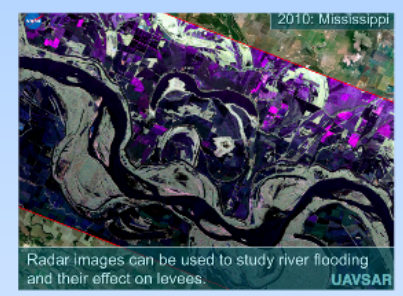 2010: Mississippi
Radar images can be used to study river flooding
and their effect on levees.
UAVSAR